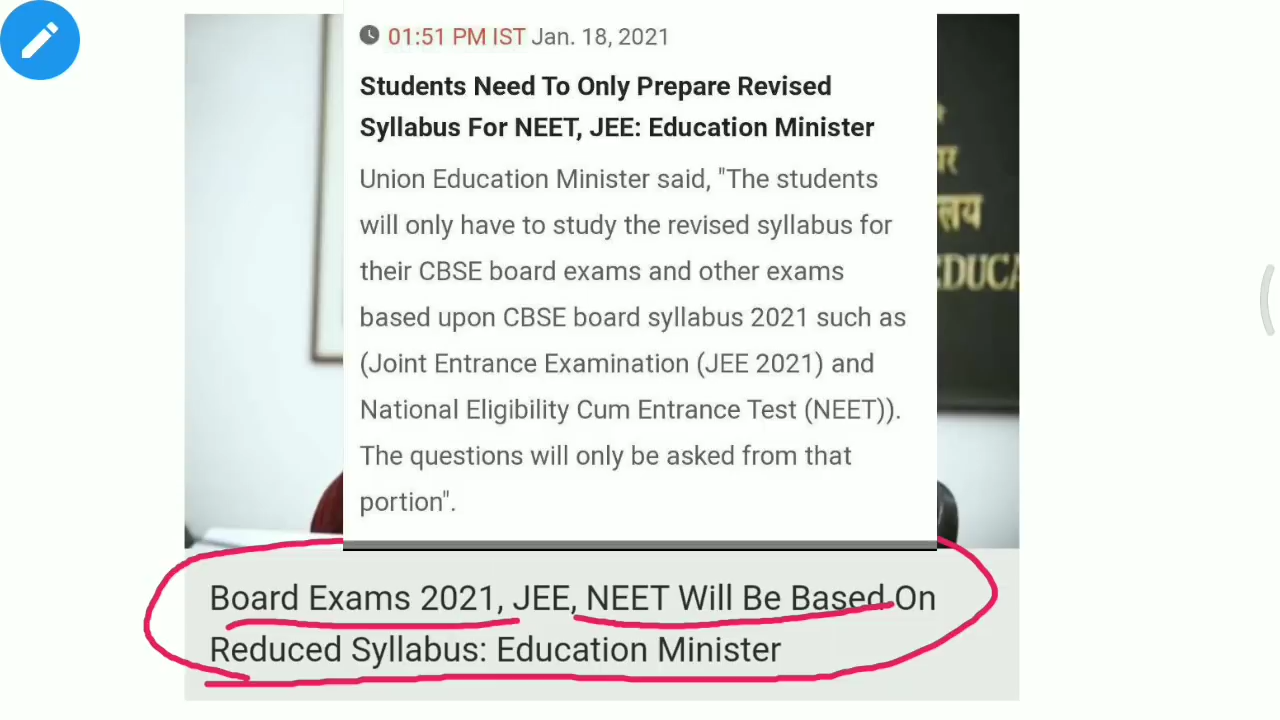 01:51 PM IST Jan. 18, 2021
Students Need To Only Prepare Revised
Syllabus For NEET, JEE: Education Minister
Union Education Minister said, "The students
will only have to study the revised syllabus for
their CBSE board exams and other exams
based upon CBSE board syllabus 2021 such as
(Joint Entrance Examination (JEE 2021) and
National Eligibility Cum Entrance Test (NEET)).
The questions will only be asked from that
portion".
Board Exams 2021, JEE, NEET Will Be Based On
Reduced Syllabus: Education Minister